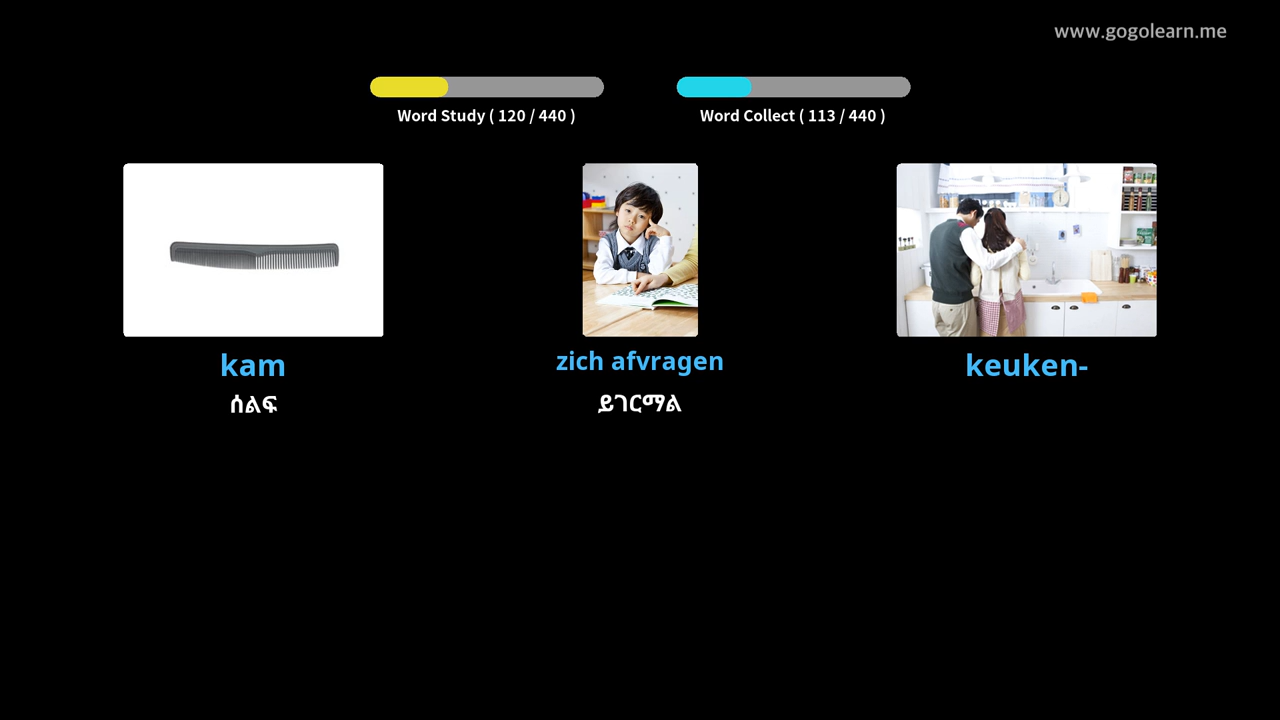 www.gogolearn.me
Word Study ( 120 / 440 )
Word Collect ( 113 / 440 )
kam
ሰልፍ
zich afvragen
ይገርማል
keuken-